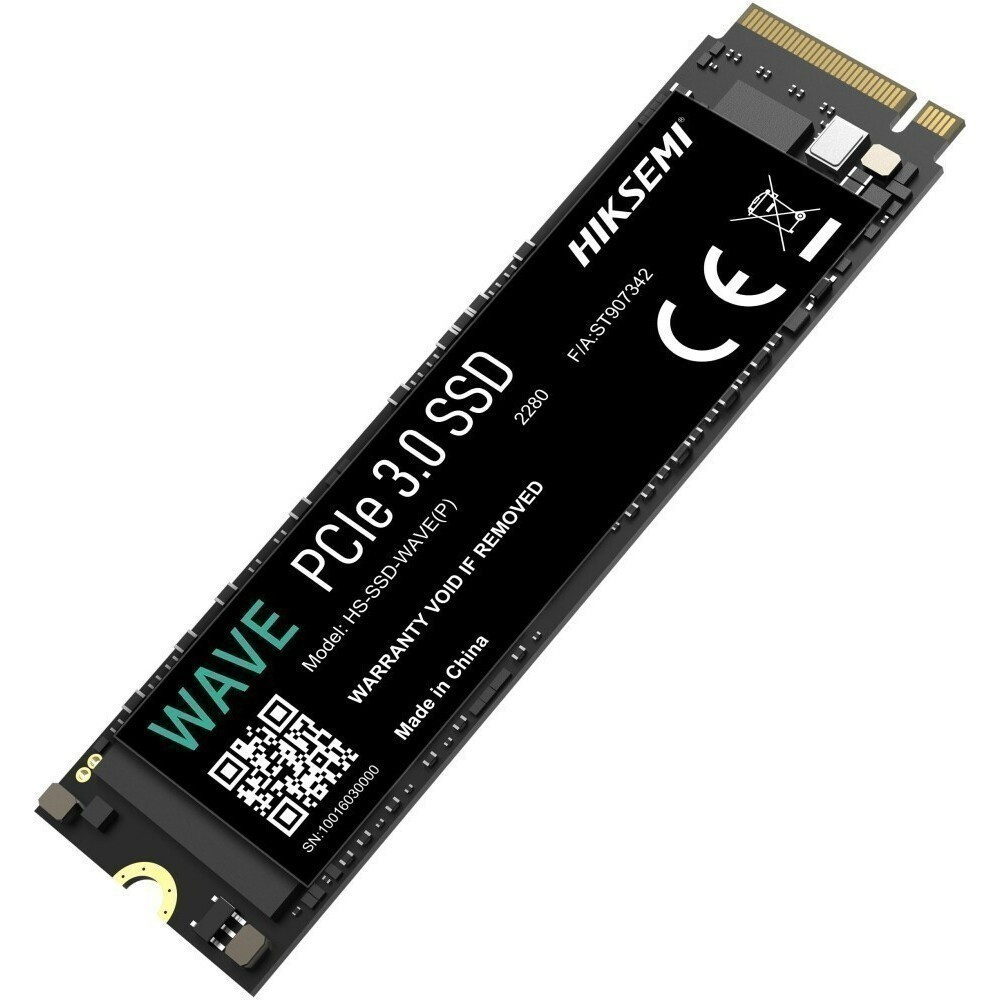 HIKSEMI®
F/A:ST907342
WAVE PCIe 3.0 SSD
2280
Model: HS-SSD-WAVE(P)
WARRANTY VOID IF REMOVED
Made in China
SN:10016030000
CE